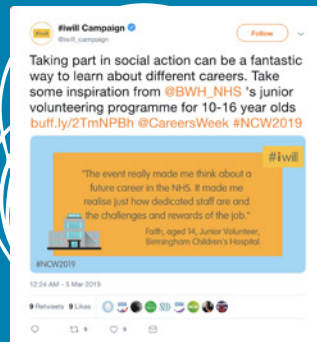 #iwill Campaign
@iwill_campaign
Follow
Taking part in social action can be a fantastic
way to learn about different careers. Take
some inspiration from @BWH_NHS 's junior
volunteering programme for 10-16 year olds
buff.ly/2TmNPBh @CareersWeek #NCW2019
#iwill
"The event really made me think about a
future career in the NHS. It made me
realise just how dedicated staff are and
the challenges and rewards of the job."
Faith, aged 14, Junior Volunteer,
Birmingham Children's Hospital
#NCW2019
12:24 AM - 5 Mar 2019
9 Retweets 9 Likes
9 9